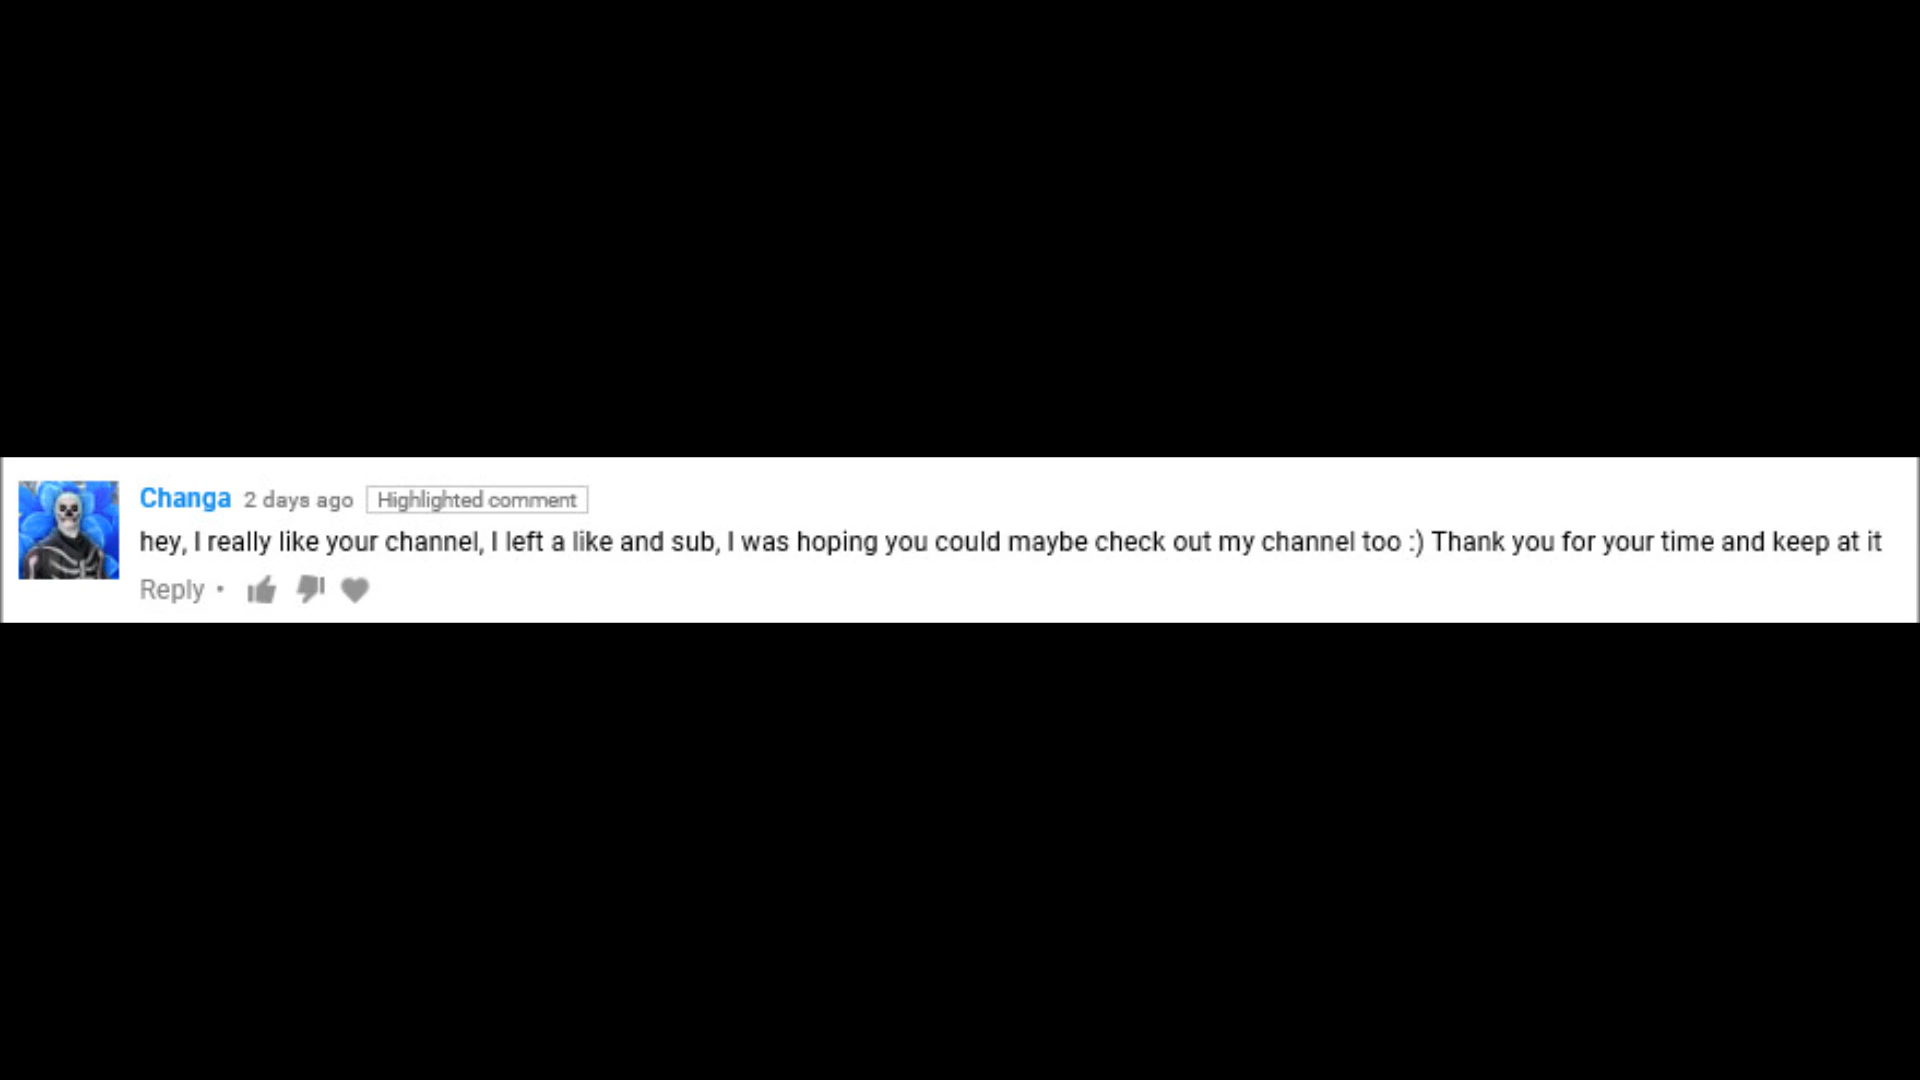 Changa 2 days ago Highlighted comment
hey, I really like your channel, I left a like and sub, I was hoping you could maybe check out my channel too :) Thank you for your time and keep at it
Reply •